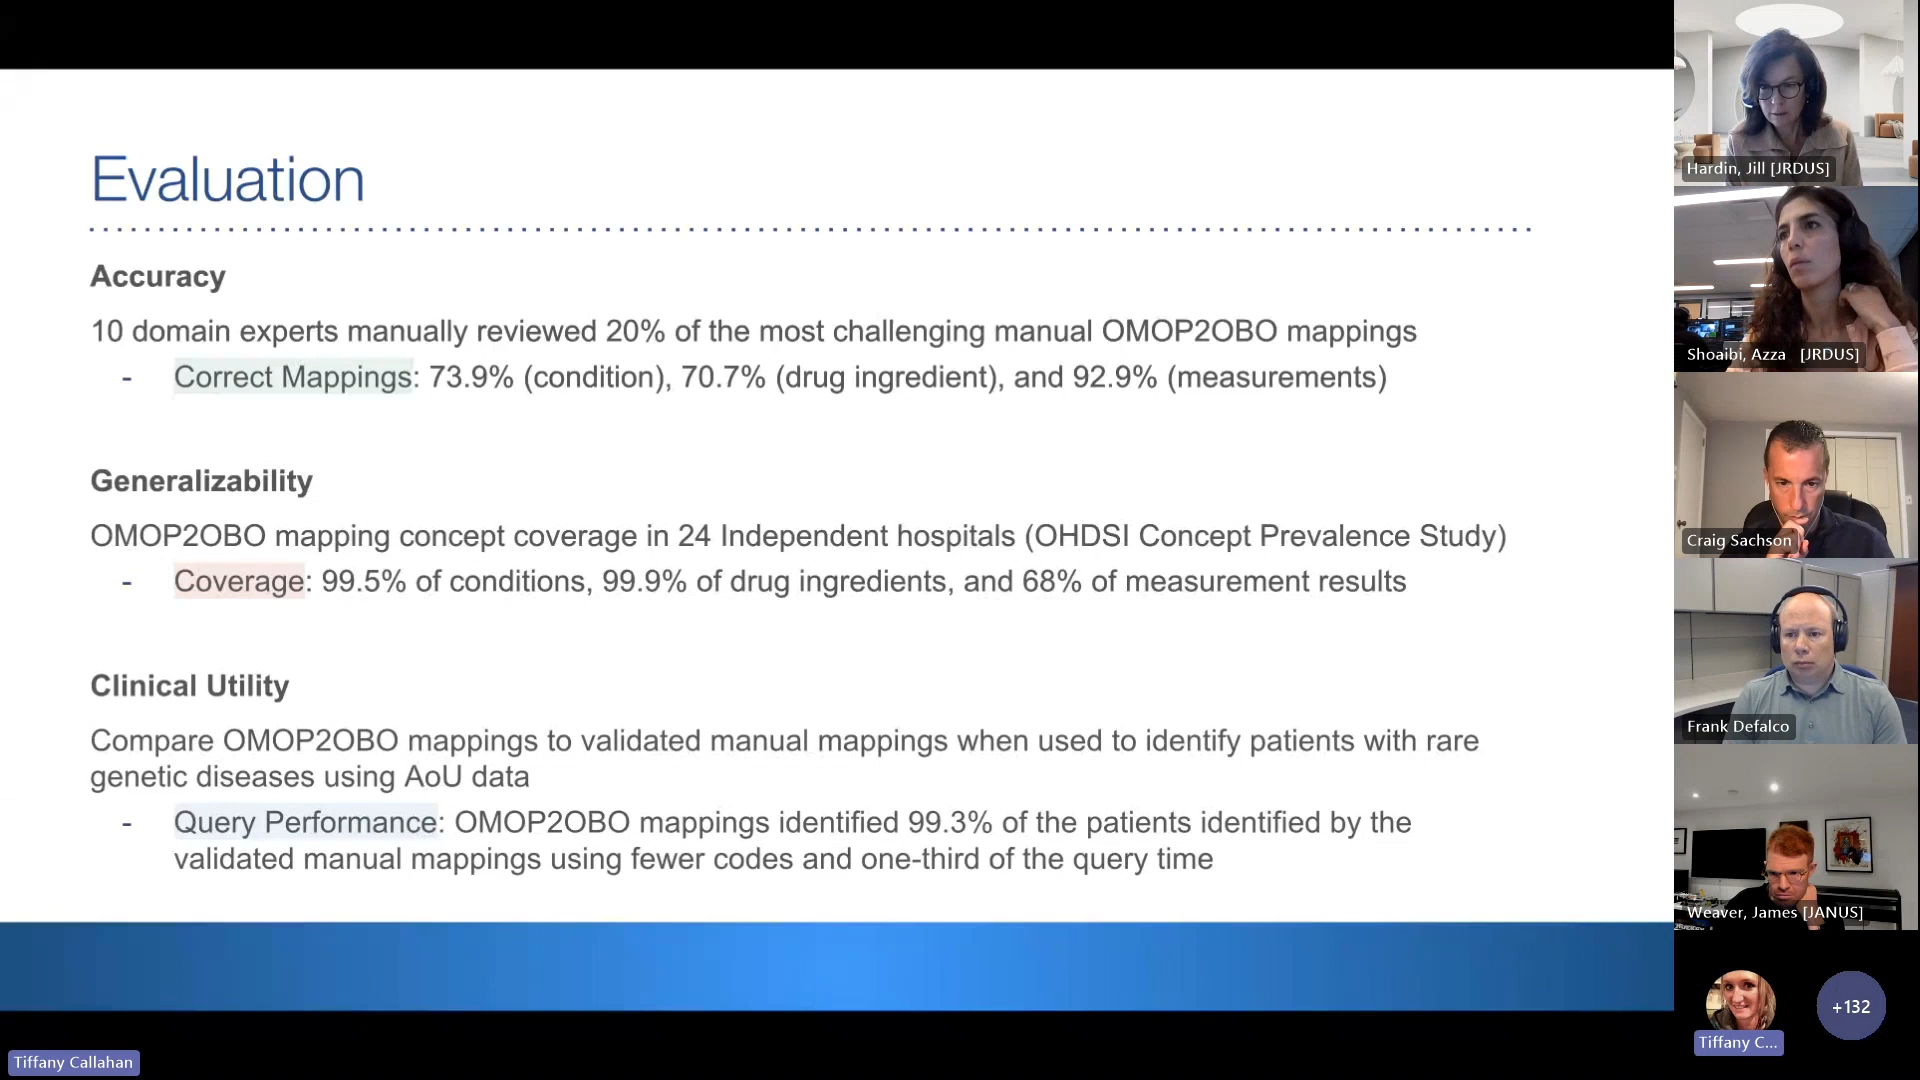 Evaluation
Accuracy
10 domain experts manually reviewed 20% of the most challenging manual OMOP2OBO mappings
- Correct Mappings: 73.9% (condition), 70.7% (drug ingredient), and 92.9% (measurements)
Generalizability
OMOP2OBO mapping concept coverage in 24 Independent hospitals (OHDSI Concept Prevalence Study)
- Coverage: 99.5% of conditions, 99.9% of drug ingredients, and 68% of measurement results
Clinical Utility
Compare OMOP2OBO mappings to validated manual mappings when used to identify patients with rare
genetic diseases using AoU data
- Query Performance: OMOP2OBO mappings identified 99.3% of the patients identified by the
validated manual mappings using fewer codes and one-third of the query time
Tiffany Callahan
Hardin, Jill [JRDUS]
Shoaibi, Azza [JRDUS]
Craig Sachson
Frank Defalco
Weaver, James [JANUS]
Tiffany C...
+132